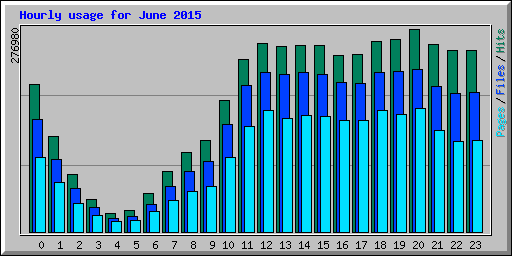 Hourly usage for June 2015
276980
Pages / Files / Hits
0 1 2 3 4 5 6 7 8 9 10 11 12 13 14 15 16 17 18 19 20 21 22 23